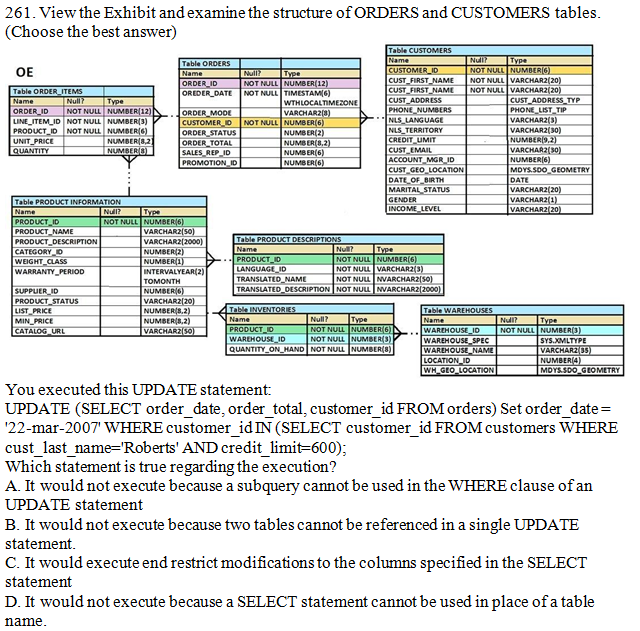 261. View the Exhibit and examine the structure of ORDERS and CUSTOMERS tables.
(Choose the best answer)
OE
Table ORDER_ITEMS
Name Null? Type
ORDER_ID NOT NULL NUMBER(12)
LINE_ITEM_ID NOT NULL NUMBER(3)
PRODUCT_ID NOT NULL NUMBER(6)
UNIT_PRICE NUMBER(8,2)
QUANTITY NUMBER(8)
Table ORDERS
Name Null? Type
ORDER_ID NOT NULL NUMBER(12)
OREDER_DATE NOT NULL TIMESTAM(6)
WTHLOCALTIMEZONE
ORDER_MODE VARCHAR2(8)
CUSTOMER_ID NOT NULL NUMBER(6)
ORDER_STATUS NUMBER(2)
ORDER_TOTAL NUMBER(8,2)
SALES_REP_ID NUMBER(6)
PROMOTION_ID NUMBER(6)
Table CUSTOMERS
Name Null? Type
CUSTOMER_ID NOT NULL NUMBER(6)
CUST_FIRST_NAME NOT NULL VARCHAR2(20)
CUST_FIRST_NAME NOT NULL VARCHAR2(20)
CUST_ADDRESS CUST_ADDRESS_TYP
PHONE_NUMBERS PHONE_LIST_TIP
NLS_LANGUAGE VARCHAR2(3)
NLS_TERRITORY VARCHAR2(30)
CREDIT_LIMIT NUMBER(9,2)
CUST_EMAIL VARCHAR2(30)
ACCOUNT_MGR_ID NUMBER(6)
CUST_GEO_LOCATION MDYS.SDO_GEOMETRY
DATE_OF_BIRTH DATE
MARITAL_STATUS VARCHAR2(20)
GENDER VARCHAR2(1)
INCOME_LEVEL VARCHAR2(20)
Table PRODUCT INFORMATION
Name Null? Type
PRODUCT_ID NOT NULL NUMBER(6)
PRODUCT_NAME VARCHAR2(50)
PRODUCT_DESCRIPTION VARCHAR2(2000)
CATEGORY_ID NUMBER(2)
WEIGHT_CLASS NUMBER(1)
WARRANTY_PERIOD INTERVALYEAR(2)
TOMONTH
SUPPUER_ID NUMBER(6)
PRODUCT_STATUS VARCHAR2(20)
LIST_PRICE NUMBER(8,2)
MIN_PRICE NUMBER(8,2)
CATALOG_URL VARCHAR2(50)
Table PRODUCT DESCRIPTIONS
Name Null? Type
PRODUCT_ID NOT NULL NUMBER(6)
LANGUAGE_ID NOT NULL VARCHAR2(3)
TRANSLATED_NAME NOT NULL NVARCHAR2(50)
TRANSLATED_DESCRIPTION NOT NULL NVARCHAR2(2000)
Table INVENTORIES
Name Null? Type
PRODUCT_ID NOT NULL NUMBER(6)
WAREHOUSE_ID NOT NULL NUMBER(3)
QUANTITY_ON_HAND NOT NULL NUMBER(8)
Table WAREHOUSES
Name Null? Type
WAREHOUSE_ID NOT NULL NUMBER(3)
WAREHOUSE_SPEC SYS.XMLTYPE
WAREHOUSE_NAME VARCHAR2(35)
LOCATION_ID NUMBER(4)
WH_GEO_LOCATION MDYS.SDO_GEOMETRY
You executed this UPDATE statement:
UPDATE (SELECT order_date, order_total, customer_id FROM orders) Set order_date =
'22-mar-2007' WHERE customer_id IN (SELECT customer_id FROM customers WHERE
cust_last_name='Roberts' AND credit_limit=600);
Which statement is true regarding the execution?
A. It would not execute because a subquery cannot be used in the WHERE clause of an
UPDATE statement
B. It would not execute because two tables cannot be referenced in a single UPDATE
statement.
C. It would execute end restrict modifications to the columns specified in the SELECT
statement
D. It would not execute because a SELECT statement cannot be used in place of a table
name.